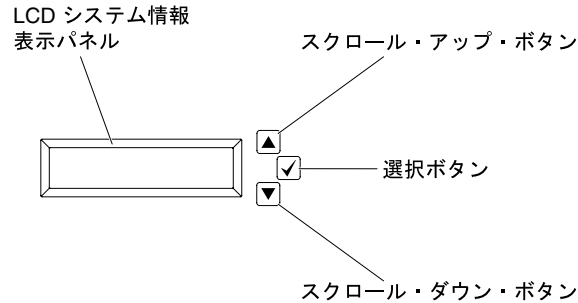 LCD システム情報
表示パネル
スクロール・アップ・ボタン
選択ボタン
スクロール・ダウン・ボタン